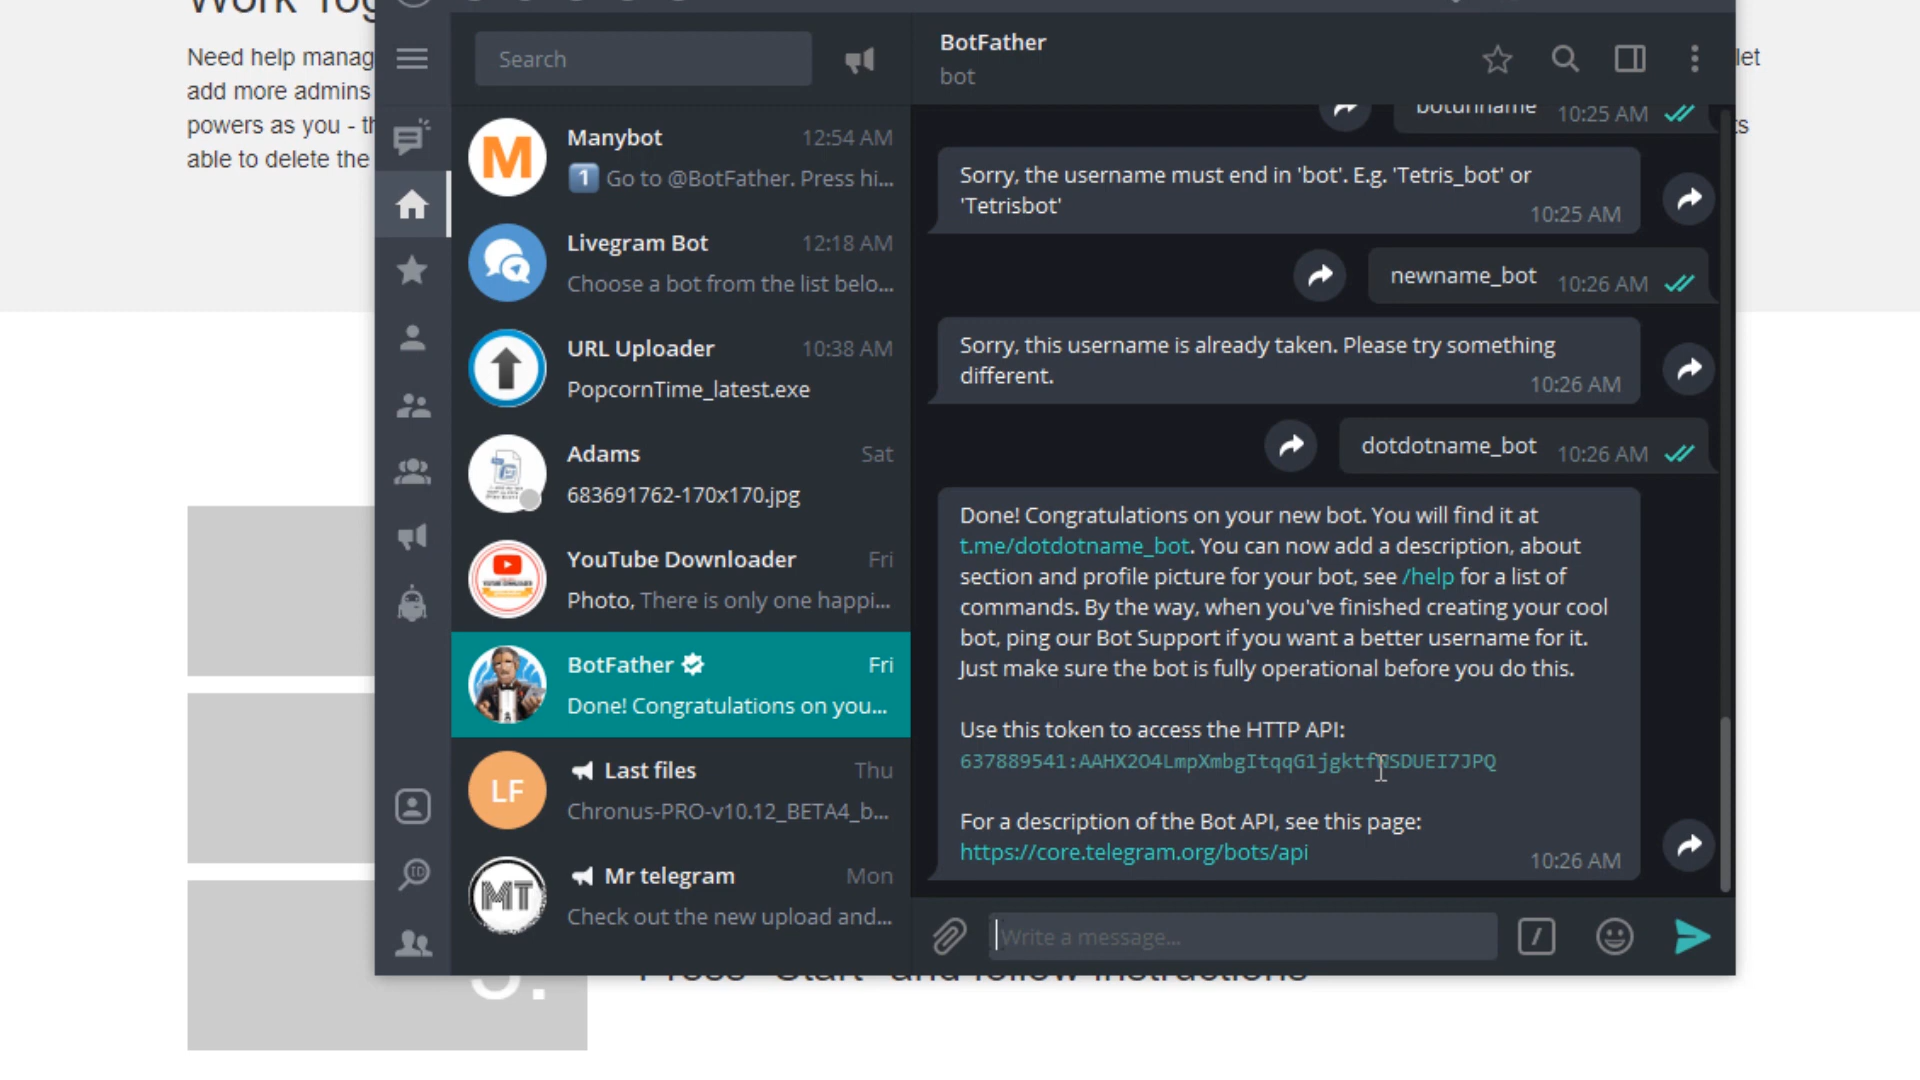 Need help manag
add more admins
powers as you - th
able to delete the
let
ts
Search
BotFather
bot
Manybot 12:54 AM
1 Go to @BotFather. Press hi...
Livegram Bot 12:18 AM
Choose a bot from the list belo...
URL Uploader 10:38 AM
PopcornTime_latest.exe
Adams Sat
683691762-170x170.jpg
YouTube Downloader Fri
Photo, There is only one happi...
BotFather Fri
Done! Congratulations on you...
LF
Last files Thu
Chronus-PRO-v10.12_BETA4_b...
MT
Mr telegram Mon
Check out the new upload and...
10:25 AM
Sorry, the username must end in 'bot'. E.g. 'Tetris_bot' or
'Tetrisbot'
10:25 AM
newname_bot 10:26 AM
Sorry, this username is already taken. Please try something
different.
10:26 AM
dotdotname_bot 10:26 AM
Done! Congratulations on your new bot. You will find it at
t.me/dotdotname_bot. You can now add a description, about
section and profile picture for your bot, see /help for a list of
commands. By the way, when you've finished creating your cool
bot, ping our Bot Support if you want a better username for it.
Just make sure the bot is fully operational before you do this.
Use this token to access the HTTP API:
For a description of the Bot API, see this page:
https://core.telegram.org/bots/api
10:26 AM
Write a message...